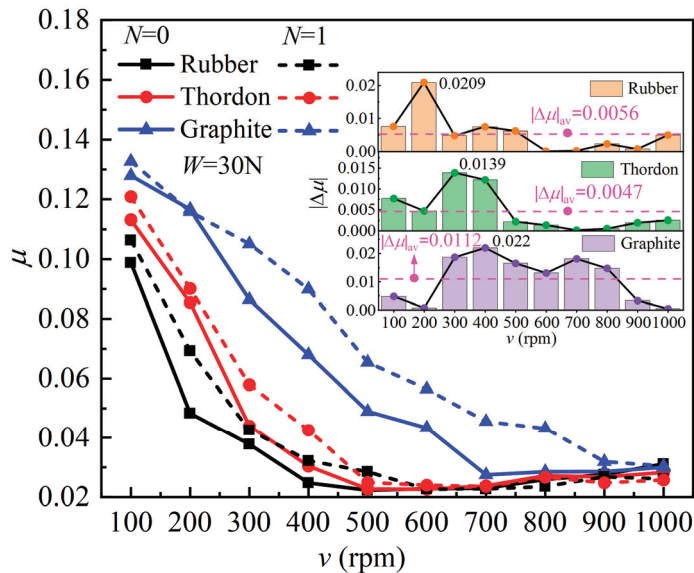 N=0 N=1
Rubber
Thordon
Graphite
W=30N
μ
0.18
0.16
0.14
0.12
0.10
0.08
0.06
0.04
0.02
100 200 300 400 500 600 700 800 900 1000
v (rpm)
|Δμ|
0.02
0.01
0.00
0.0209
Rubber
|Δμ|av=0.0056
0.015
0.010
0.005
0.000
0.0139
Thordon
|Δμ|av=0.0047
0.02
0.01
0.00
|Δμ|av=0.0112
0.022
Graphite
100 200 300 400 500 600 700 800 900 1000
v (rpm)